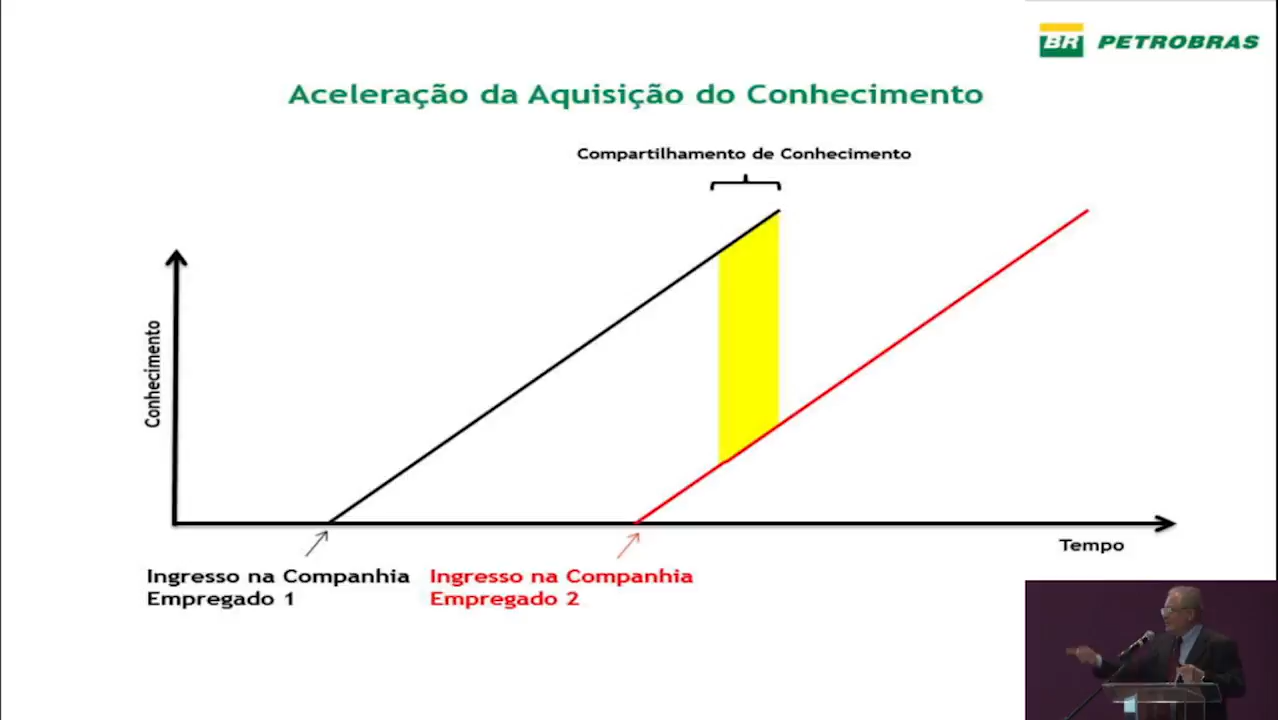 BR PETROBRAS
Aceleração da Aquisição do Conhecimento
Compartilhamento de Conhecimento
Conhecimento
Tempo
Ingresso na Companhia
Empregado 1
Ingresso na Companhia
Empregado 2